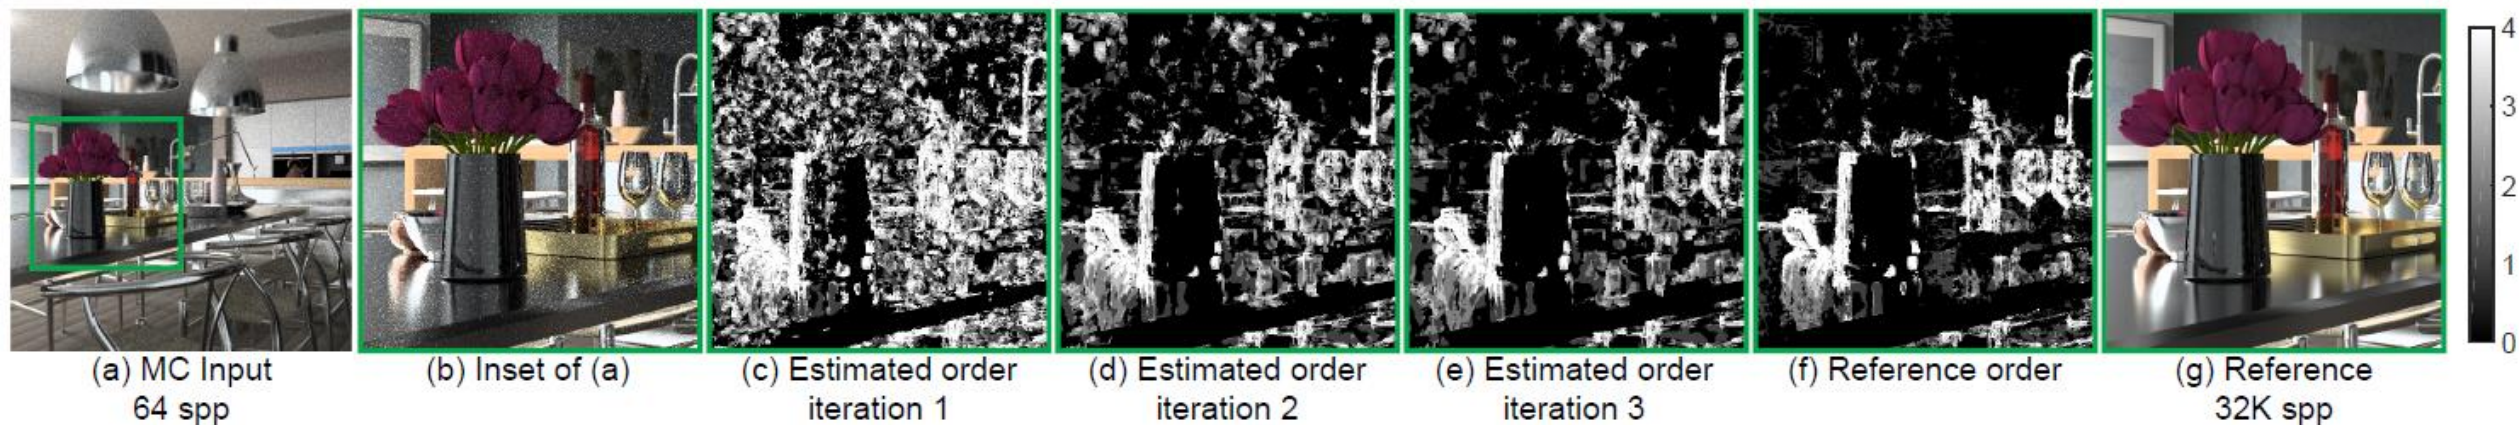 (a) MC Input
64 spp
(b) Inset of (a)
(c) Estimated order
iteration 1
(d) Estimated order
iteration 2
(e) Estimated order
iteration 3
(f) Reference order
(g) Reference
32K spp
4
3
2
1
0